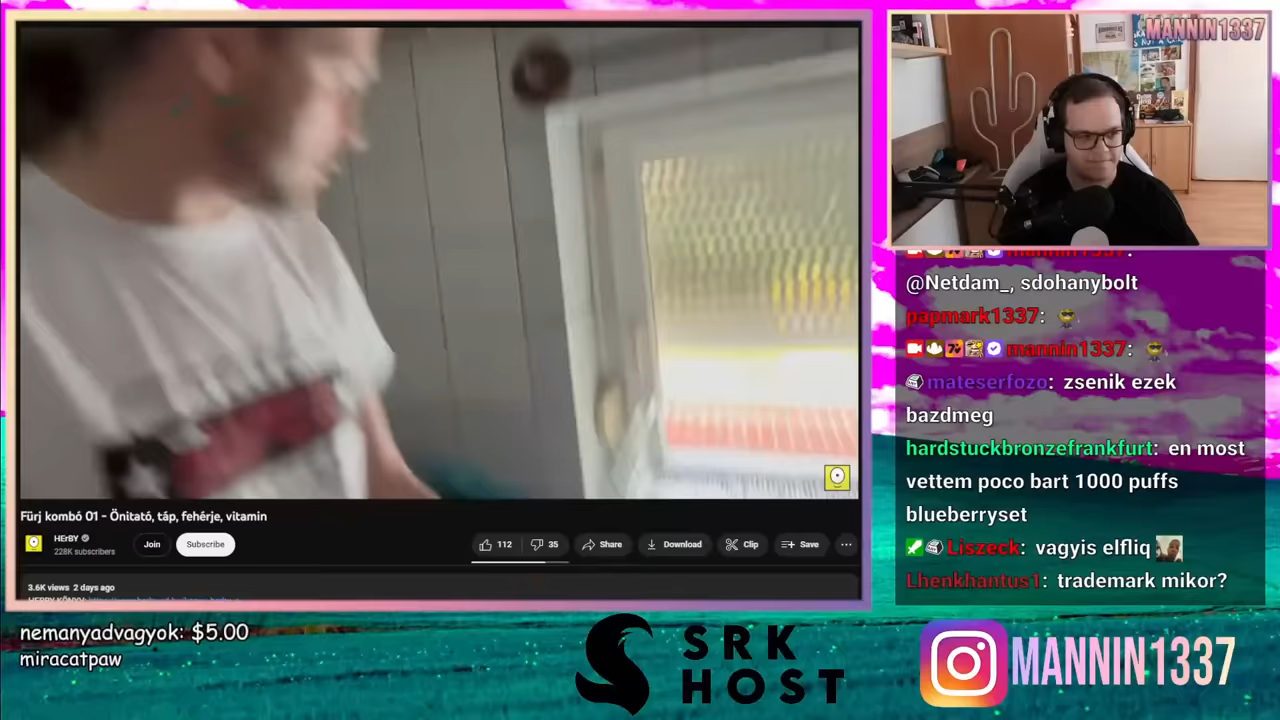 MANNIN1337
mannin1337:
@Netdam_, sdohanybolt
papmark1337:
mannin1337:
mateserfozo: zsenik ezek
bazdmeg
hardstuckbronzefrankfurt: en most
vettem poco bart 1000 puffs
blueberryset
Liszeck: vagyis elfliq
Lhenkhantus1: trademark mikor?
Fürj kombó 01 - Önitató, táp, fehérje, vitamin
HErBY
228K subscribers
Join
Subscribe
112
35
Share
Download
Clip
Save
3.6K views 2 days ago
nemanyadvagyok: $5.00
miracatpaw
SRK
HOST
MANNIN1337